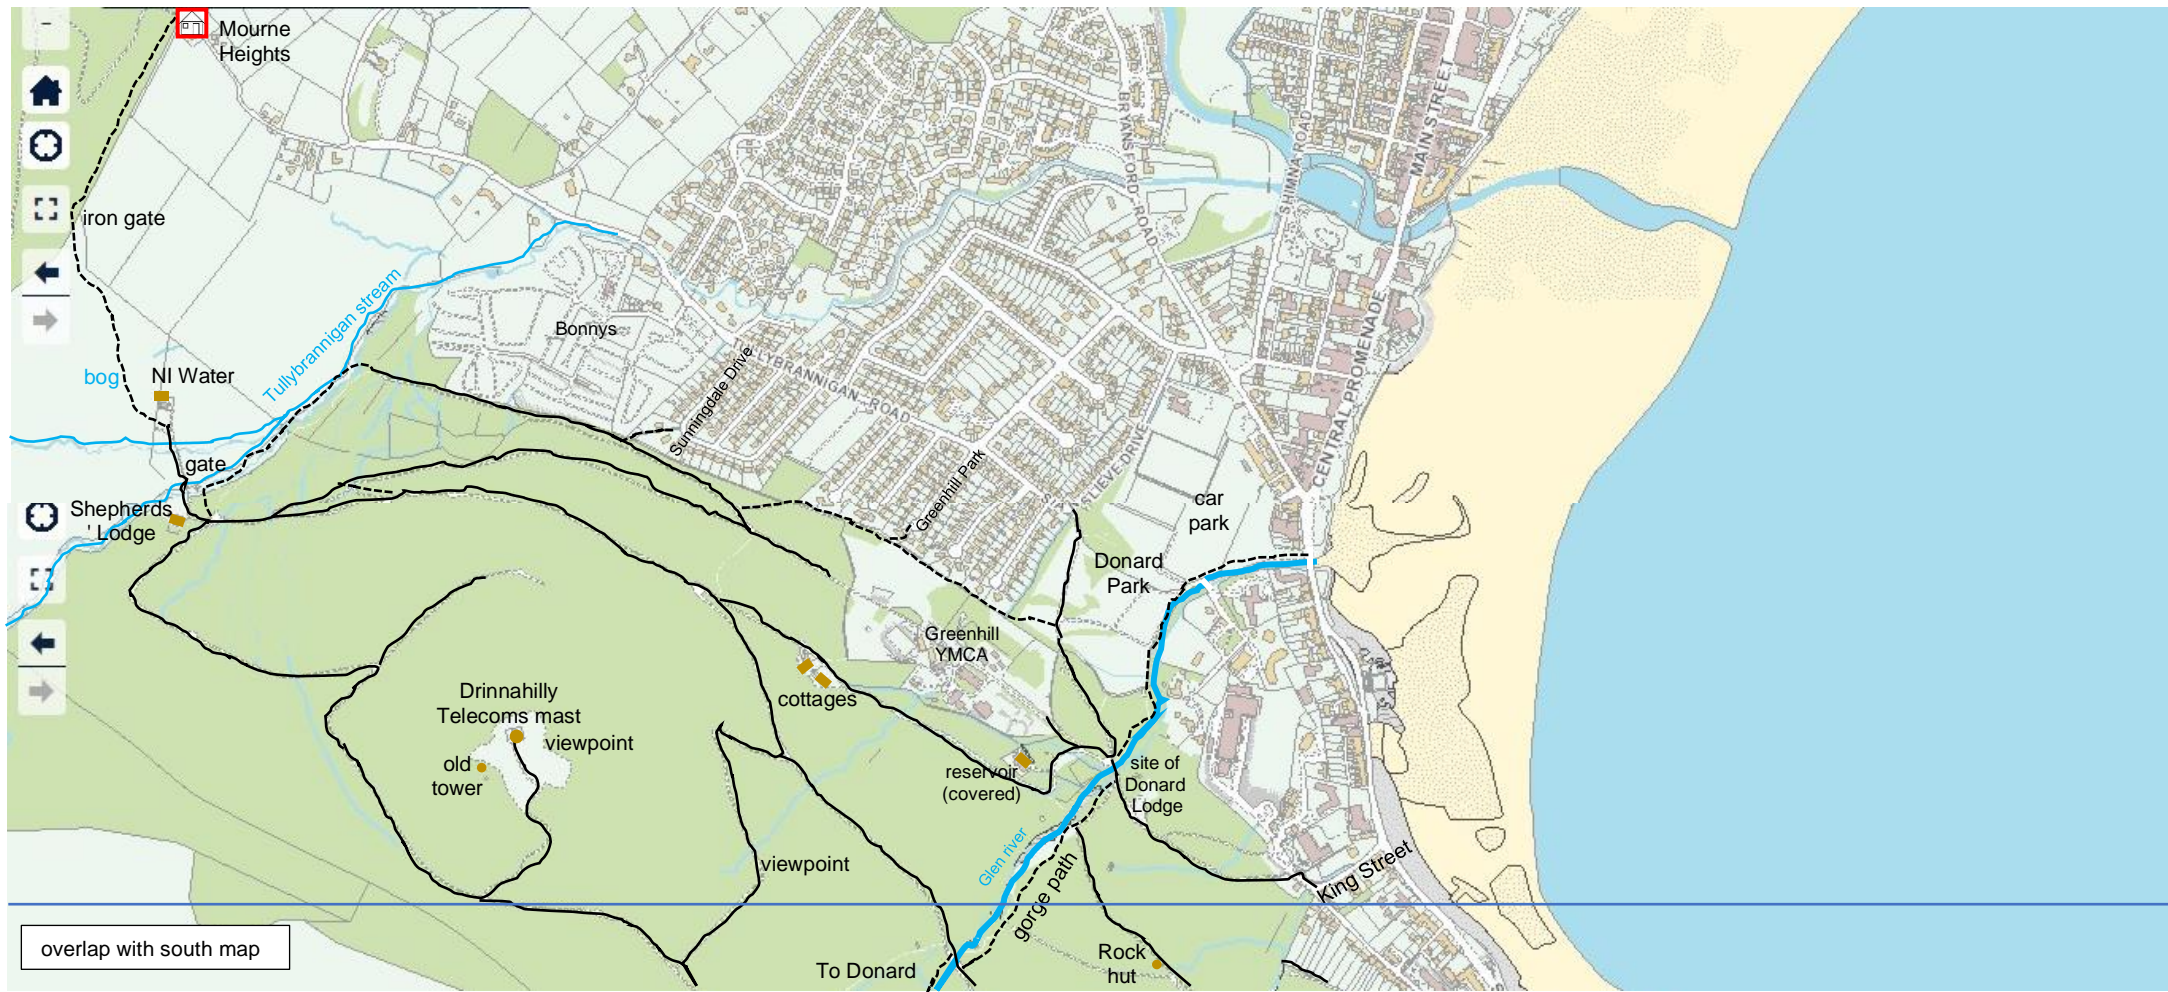 Mourne
Heights
iron gate
Tullybrannigan stream
bog
NI Water
gate
Shepherds
Lodge
Bonnys
Sunningdale Drive
TULLYBRANNIGAN ROAD
Greenhill Park
BRYANSFORD ROAD
SHIMNA ROAD
MAIN STREET
CENTRAL PROMENADE
SLIEVE DRIVE
car
park
Donard
Park
Greenhill
YMCA
cottages
Drinnahilly
Telecoms mast
viewpoint
old
tower
reservoir
(covered)
site of
Donard
Lodge
viewpoint
Glen river
gorge path
King Street
Rock
hut
To Donard
overlap with south map